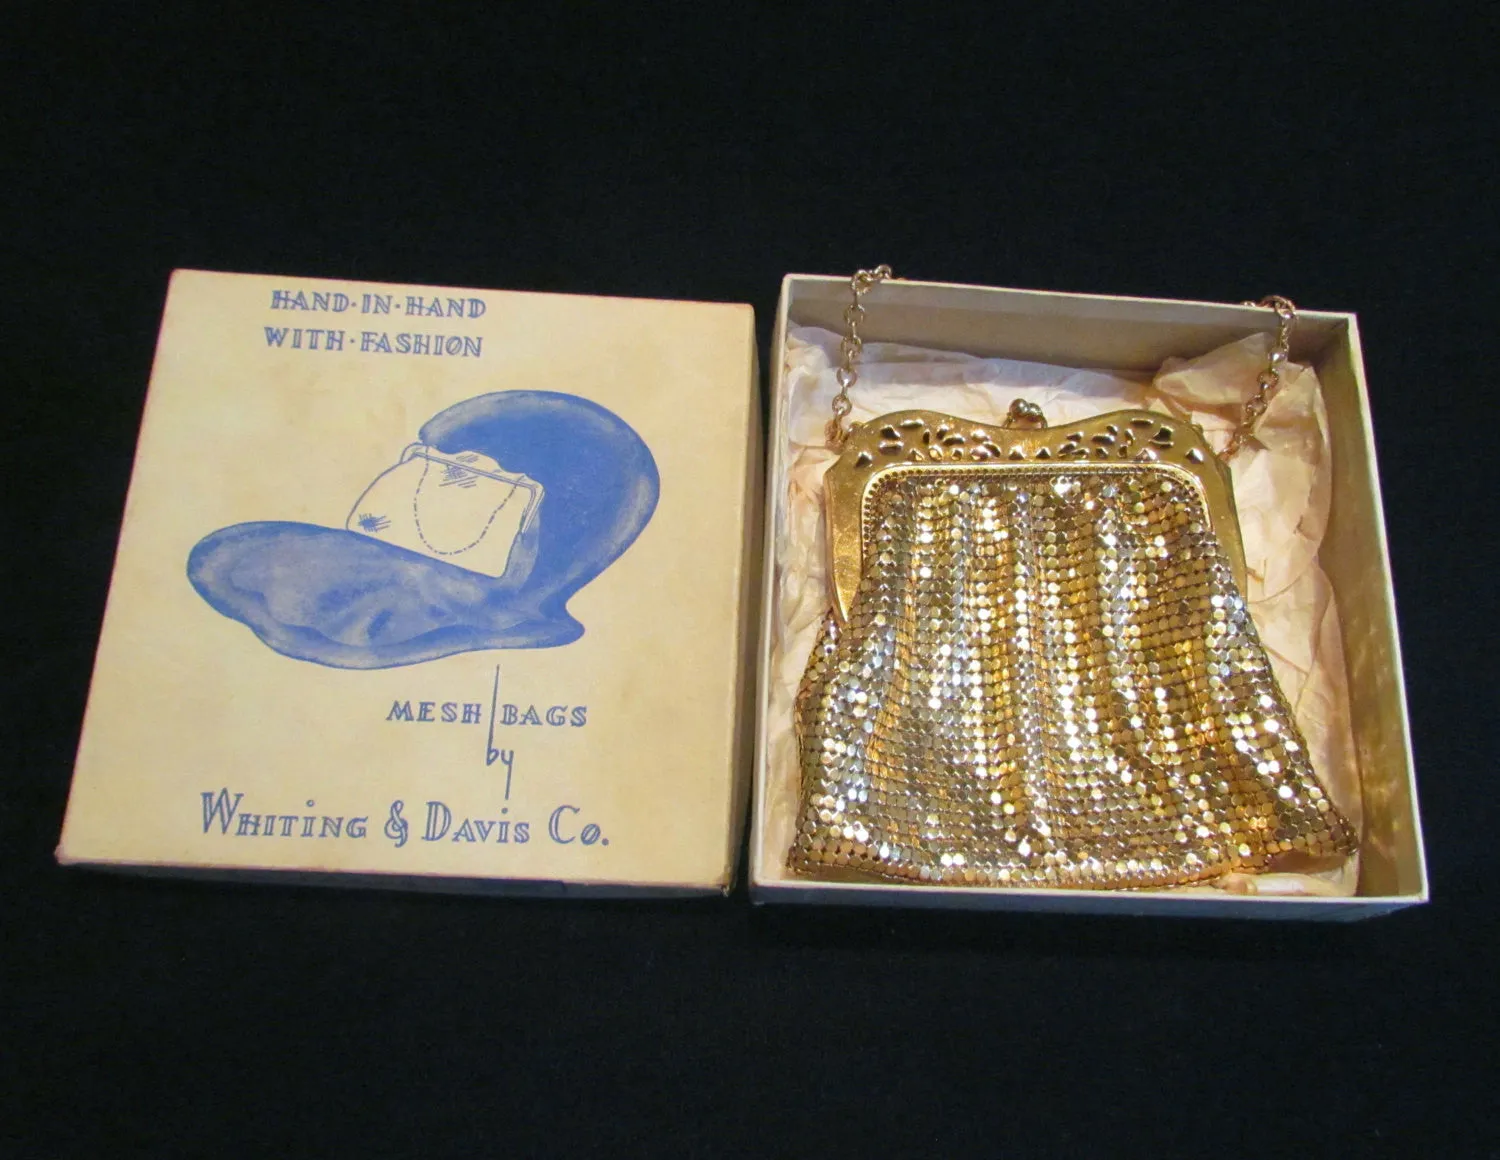 HAND·IN·HAND
WITH·FASHION
MESH BAGS
by
WHITING & DAVIS CO.